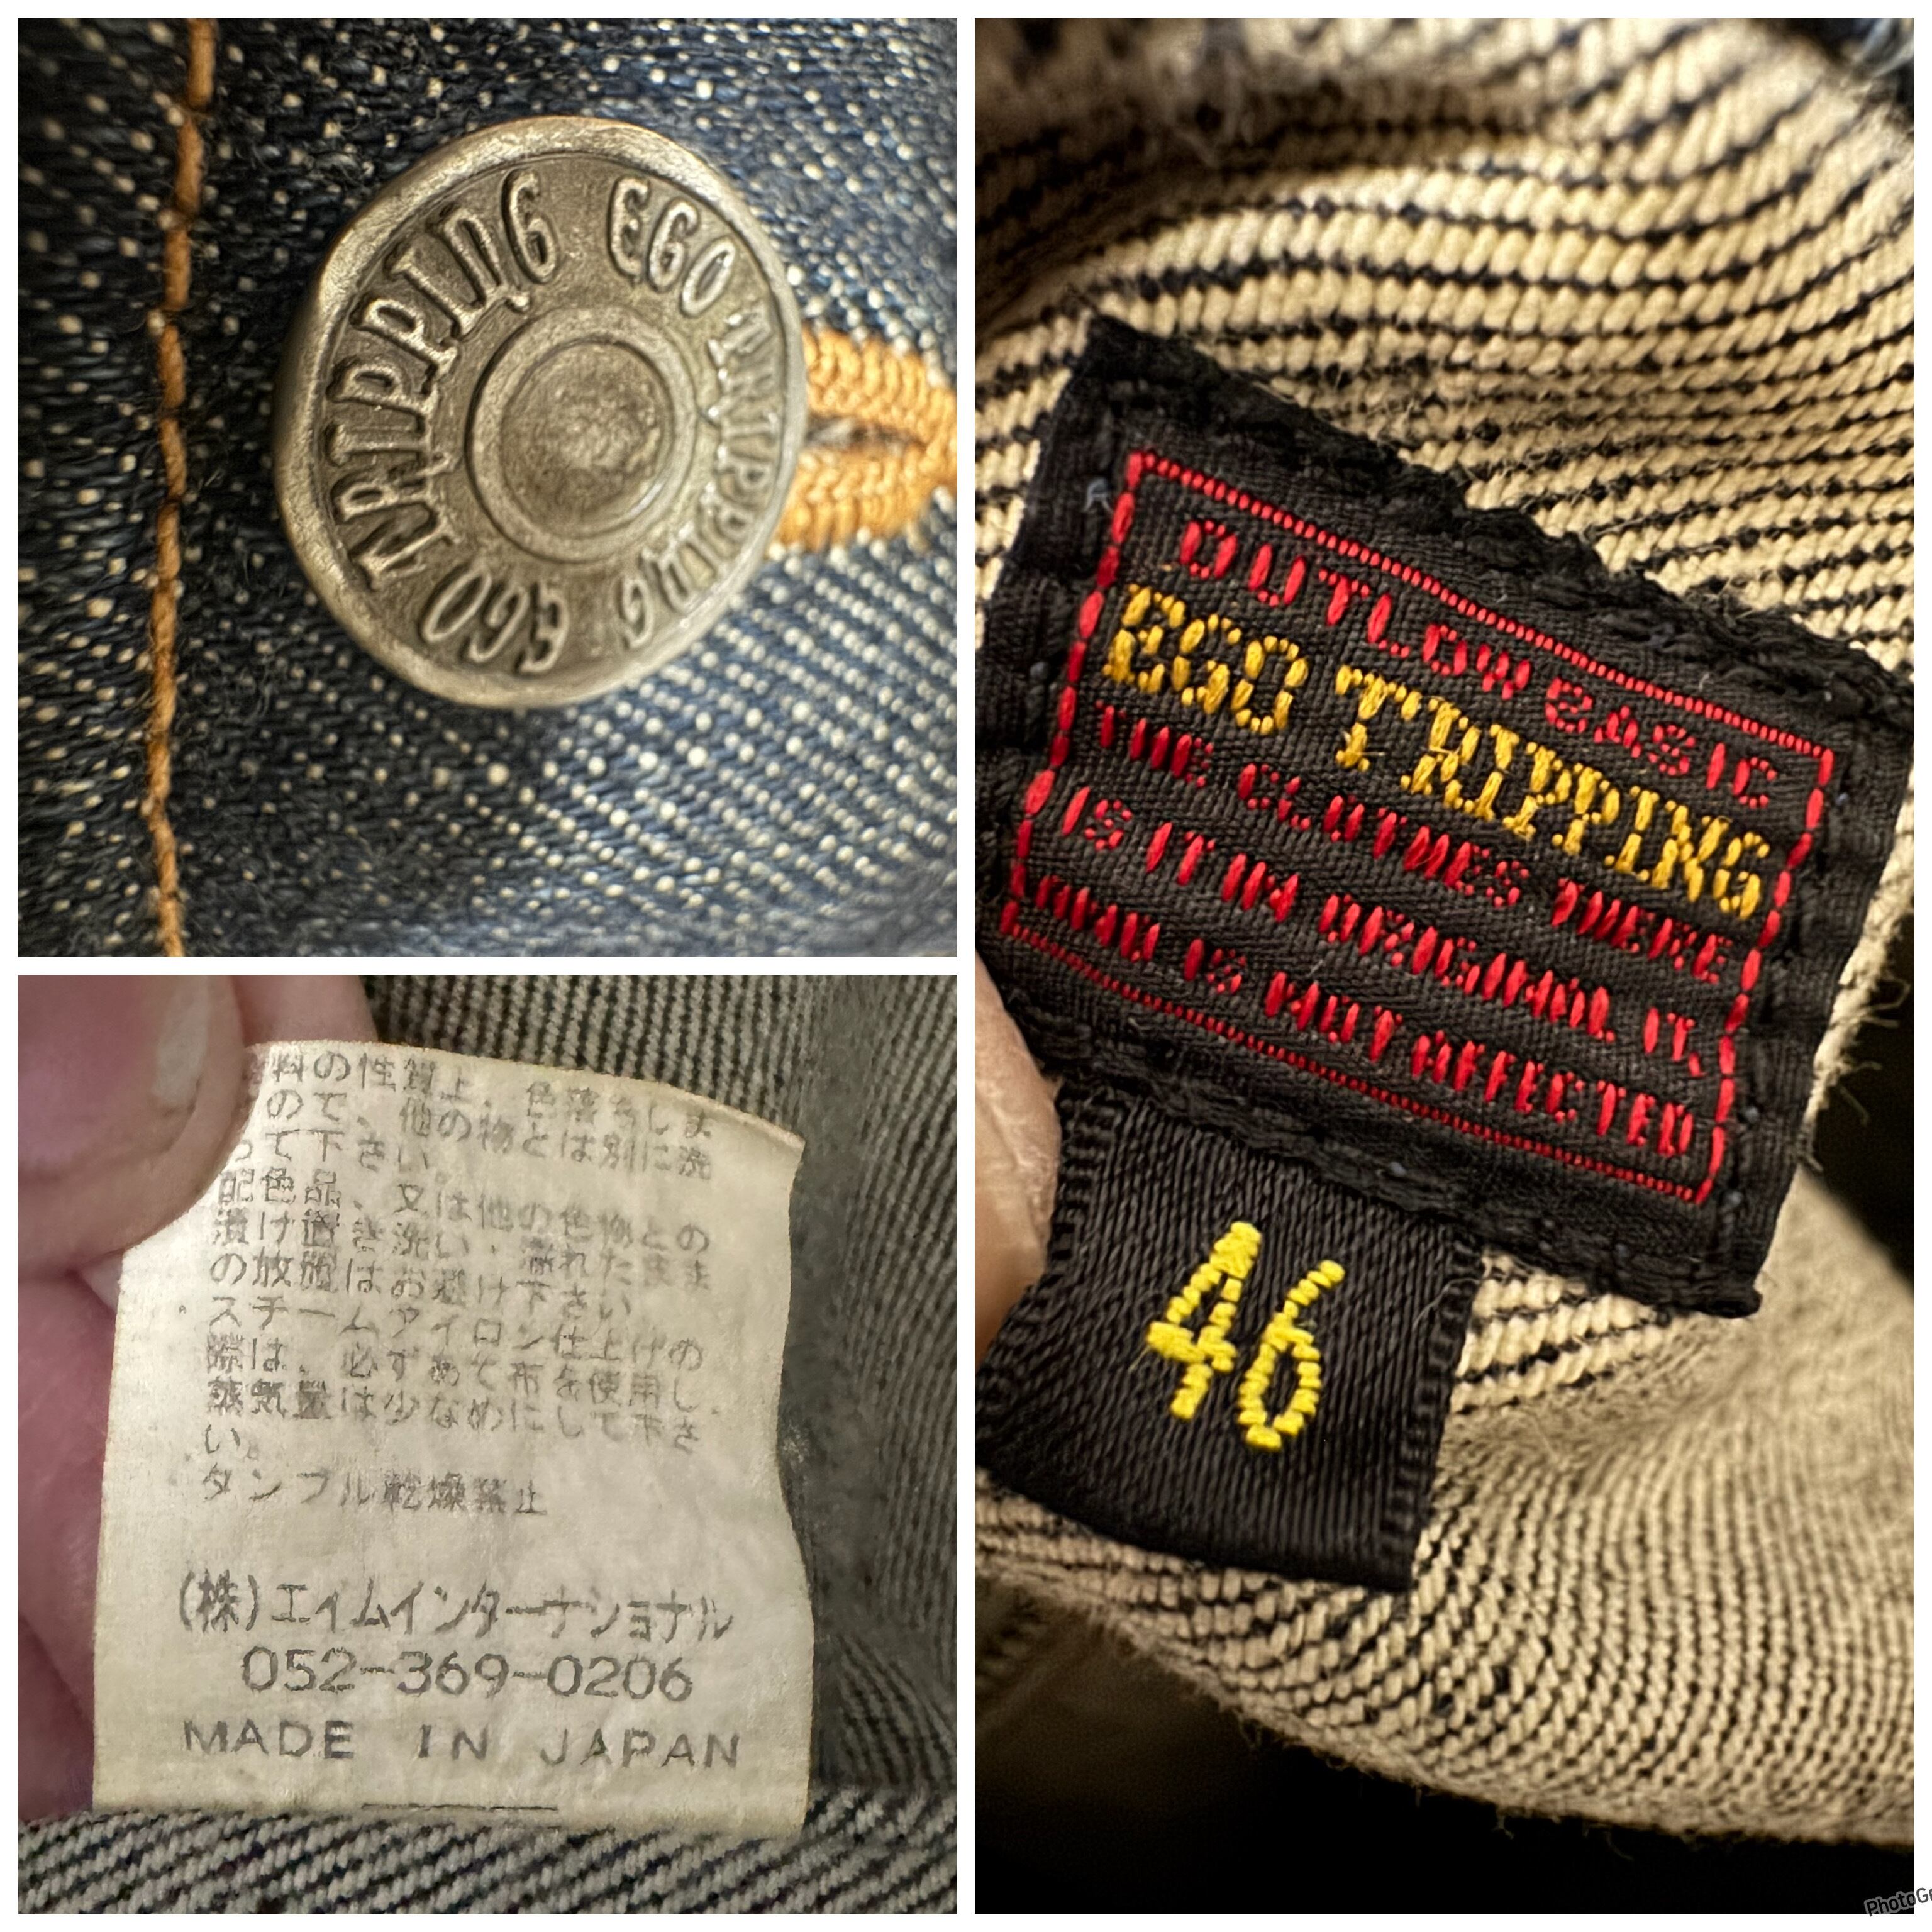 EGO TRIPPING EGO TRIPPING
OUTLOW BASIC
EGO TRIPPING
THE CLOTHES THERE
IS IT IN ORIGINAL IT,
MIND IS NOT AFFECTED
46
料の性質上、色落ちしま
ので、他の物とは別に洗
って下さい。
配色品、又は他の色物との
漬け置き洗い、濡れたまま
の放置はお避け下さい
スチームアイロン仕上げの
際は、必ずあて布を使用し、
蒸気量は少なめにして下さ
い。
タンブル乾燥禁止
(株)エイムインターナショナル
052-369-0206
MADE IN JAPAN